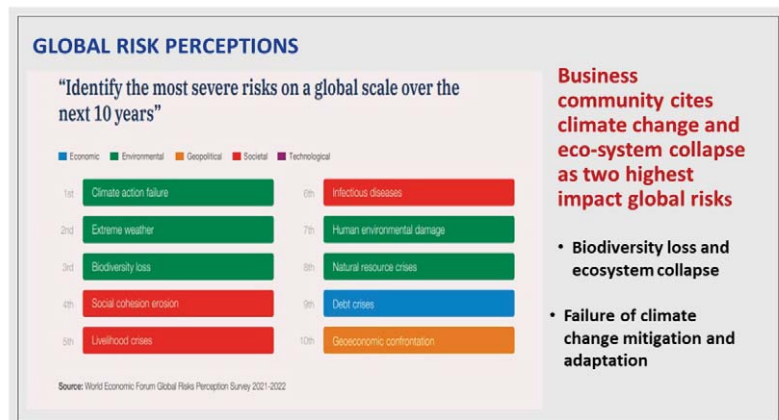 GLOBAL RISK PERCEPTIONS
“Identify the most severe risks on a global scale over the
next 10 years”
Economic Environmental Geopolitical Societal Technological
1st Climate action failure
2nd Extreme weather
3rd Biodiversity loss
4th Social cohesion erosion
5th Livelihood crises
6th Infectious diseases
7th Human environmental damage
8th Natural resource crises
9th Debt crises
10th Geoeconomic confrontation
Source: World Economic Forum Global Risks Perception Survey 2021-2022
Business
community cites
climate change and
eco-system collapse
as two highest
impact global risks
• Biodiversity loss and
ecosystem collapse
• Failure of climate
change mitigation and
adaptation